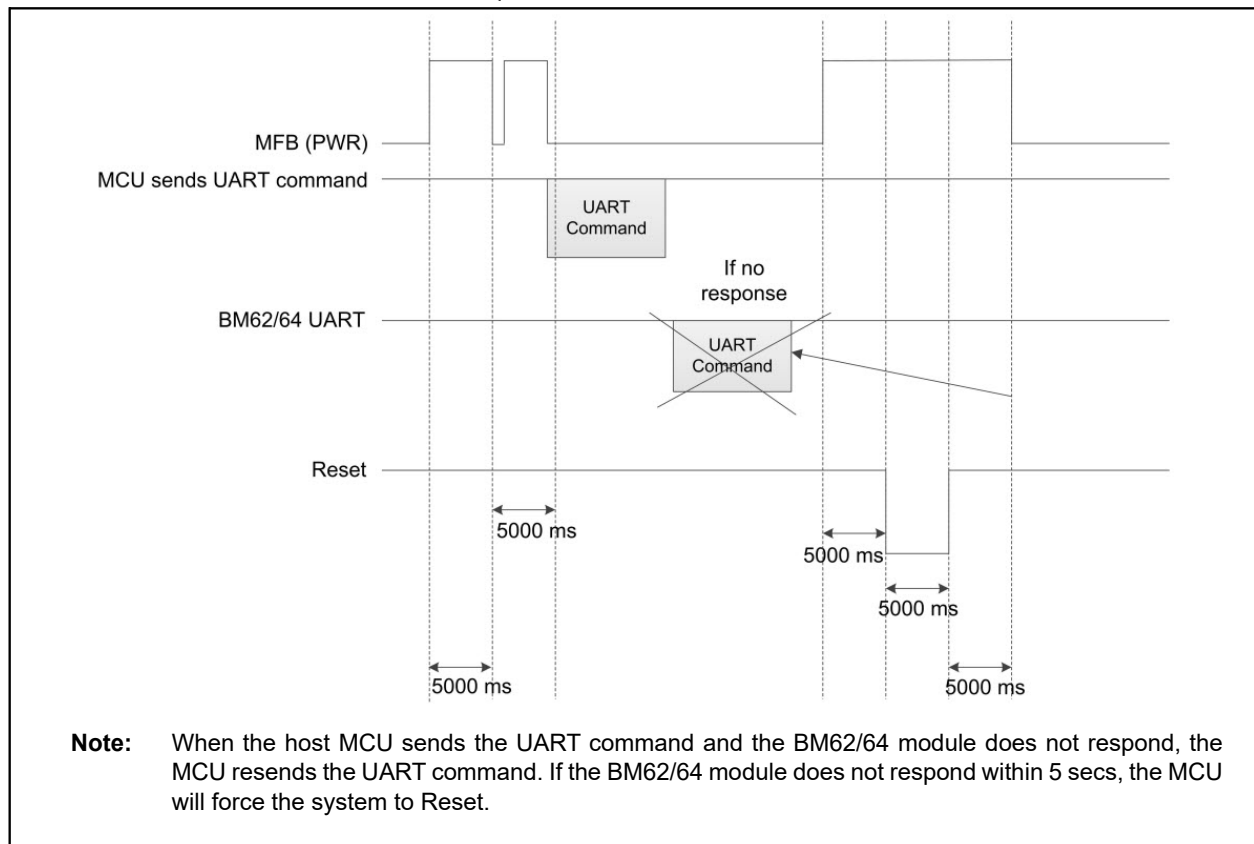 MFB (PWR)
MCU sends UART command
UART
Command
If no
response
BM62/64 UART
UART
Command
Reset
5000 ms
5000 ms
5000 ms
5000 ms
5000 ms
Note: When the host MCU sends the UART command and the BM62/64 module does not respond, the
MCU resends the UART command. If the BM62/64 module does not respond within 5 secs, the MCU
will force the system to Reset.